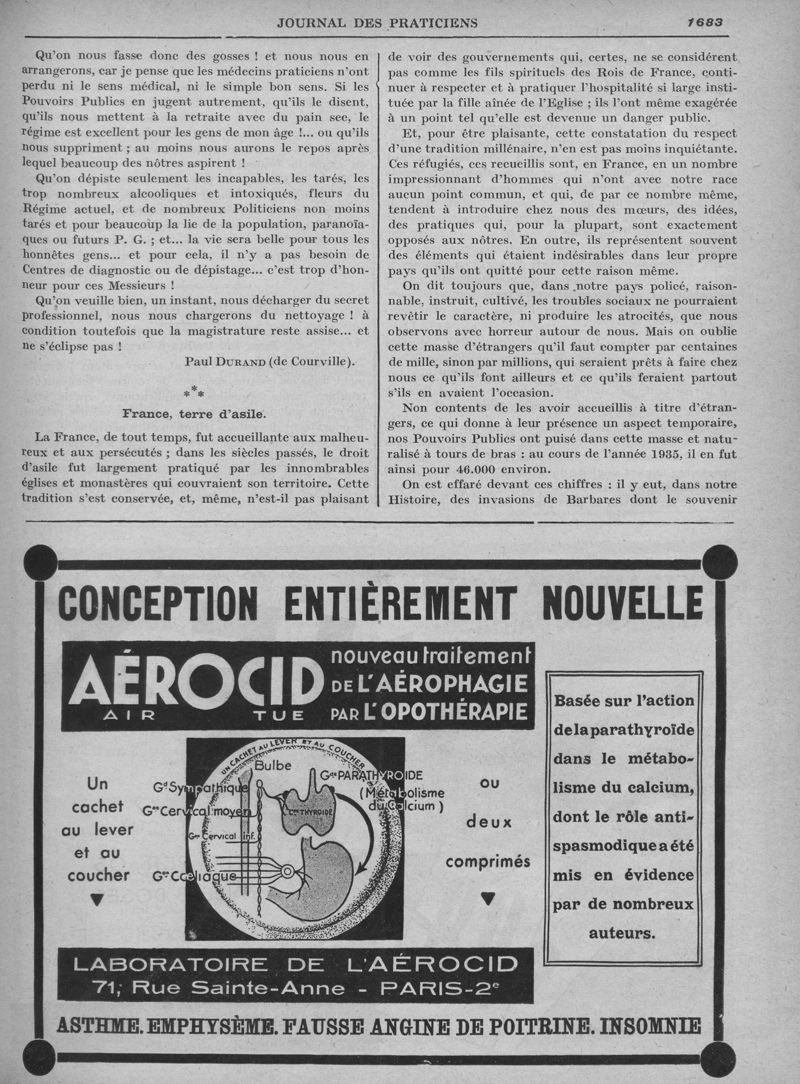 JOURNAL DES PRATICIENS
1683
Qu'on nous fasse donc des gosses ! et nous nous en
arrangerons, car je pense que les médecins praticiens n'ont
perdu ni le sens médical, ni le simple bon sens. Si les
Pouvoirs Publics en jugent autrement, qu'ils le disent,
qu'ils nous mettent à la retraite avec du pain sec, le
régime est excellent pour les gens de mon âge !... ou qu'ils
nous suppriment ; au moins nous aurons le repos après
lequel beaucoup des nôtres aspirent !
Qu'on dépiste seulement les incapables, les tarés, les
trop nombreux alcooliques et intoxiqués, fleurs du
Régime actuel, et de nombreux Politiciens non moins
tarés et pour beaucoup la lie de la population, paranoïa-
ques ou futurs P. G. ; et... la vie sera belle pour tous les
honnêtes gens... et pour cela, il n'y a pas besoin de
Centres de diagnostic ou de dépistage... c'est trop d'hon-
neur pour ces Messieurs !
Qu'on veuille bien, un instant, nous décharger du secret
professionnel, nous nous chargerons du nettoyage ! à
condition toutefois que la magistrature reste assise... et
ne s'éclipse pas !
Paul DURAND (de Courville).
***
France, terre d'asile.
La France, de tout temps, fut accueillante aux malheu-
reux et aux persécutés ; dans les siècles passés, le droit
d'asile fut largement pratiqué par les innombrables
églises et monastères qui couvraient son territoire. Cette
tradition s'est conservée, et, même, n'est-il pas plaisant
de voir des gouvernements qui, certes, ne se considèrent
pas comme les fils spirituels des Rois de France, conti-
nuer à respecter et à pratiquer l'hospitalité si large insti-
tuée par la fille aînée de l'Eglise ; ils l'ont même exagérée
à un point tel qu'elle est devenue un danger public.
Et, pour être plaisante, cette constatation du respect
d'une tradition millénaire, n'en est pas moins inquiétante.
Ces réfugiés, ces recueillis sont, en France, en un nombre
impressionnant d'hommes qui n'ont avec notre race
aucun point commun, et qui, de par ce nombre même,
tendent à introduire chez nous des mœurs, des idées,
des pratiques qui, pour la plupart, sont exactement
opposés aux nôtres. En outre, ils représentent souvent
des éléments qui étaient indésirables dans leur propre
pays qu'ils ont quitté pour cette raison même.
On dit toujours que, dans notre pays policé, raison-
nable, instruit, cultivé, les troubles sociaux ne pourraient
revêtir le caractère, ni produire les atrocités, que nous
observons avec horreur autour de nous. Mais on oublie
cette masse d'étrangers qu'il faut compter par centaines
de mille, sinon par millions, qui seraient prêts à faire chez
nous ce qu'ils font ailleurs et ce qu'ils feraient partout
s'ils en avaient l'occasion.
Non contents de les avoir accueillis à titre d'étran-
gers, ce qui donne à leur présence un aspect temporaire,
nos Pouvoirs Publics ont puisé dans cette masse et natu-
ralisé à tours de bras : au cours de l'année 1935, il en fut
ainsi pour 46.000 environ.
On est effaré devant ces chiffres : il y eut, dans notre
Histoire, des invasions de Barbares dont le souvenir
CONCEPTION ENTIÈREMENT NOUVELLE
AÉROCID
AIR TUE
nouveau traitement
DE L'AÉROPHAGIE
PAR L'OPOTHÉRAPIE
Un
cachet
au lever
et au
coucher
UN CACHET AU LEVER ET AU COUCHER
Bulbe
Gd Sympathique
Gon Cervical moyen
Gon Cervical inf.
Gon Cœliaque
Gdes PARATHYROIDE
(Métabolisme
du Calcium)
Cps THYROIDE
ou
deux
comprimés
Basée sur l'action
de la parathyroïde
dans le métabo-
lisme du calcium,
dont le rôle anti-
spasmodique a été
mis en évidence
par de nombreux
auteurs.
LABORATOIRE DE L'AÉROCID
71, Rue Sainte-Anne - PARIS-2e
ASTHME. EMPHYSÈME. FAUSSE ANGINE DE POITRINE. INSOMNIE